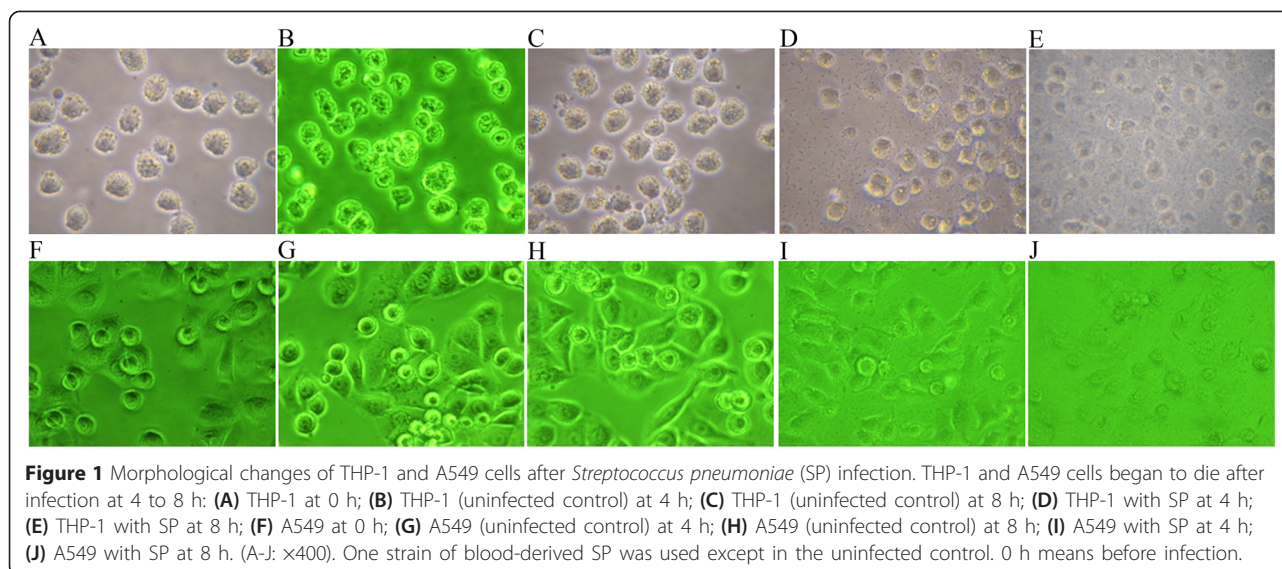 A B C D E
F G H I J
Figure 1 Morphological changes of THP-1 and A549 cells after Streptococcus pneumoniae (SP) infection. THP-1 and A549 cells began to die after
infection at 4 to 8 h: (A) THP-1 at 0 h; (B) THP-1 (uninfected control) at 4 h; (C) THP-1 (uninfected control) at 8 h; (D) THP-1 with SP at 4 h;
(E) THP-1 with SP at 8 h; (F) A549 at 0 h; (G) A549 (uninfected control) at 4 h; (H) A549 (uninfected control) at 8 h; (I) A549 with SP at 4 h;
(J) A549 with SP at 8 h. (A-J: ×400). One strain of blood-derived SP was used except in the uninfected control. 0 h means before infection.